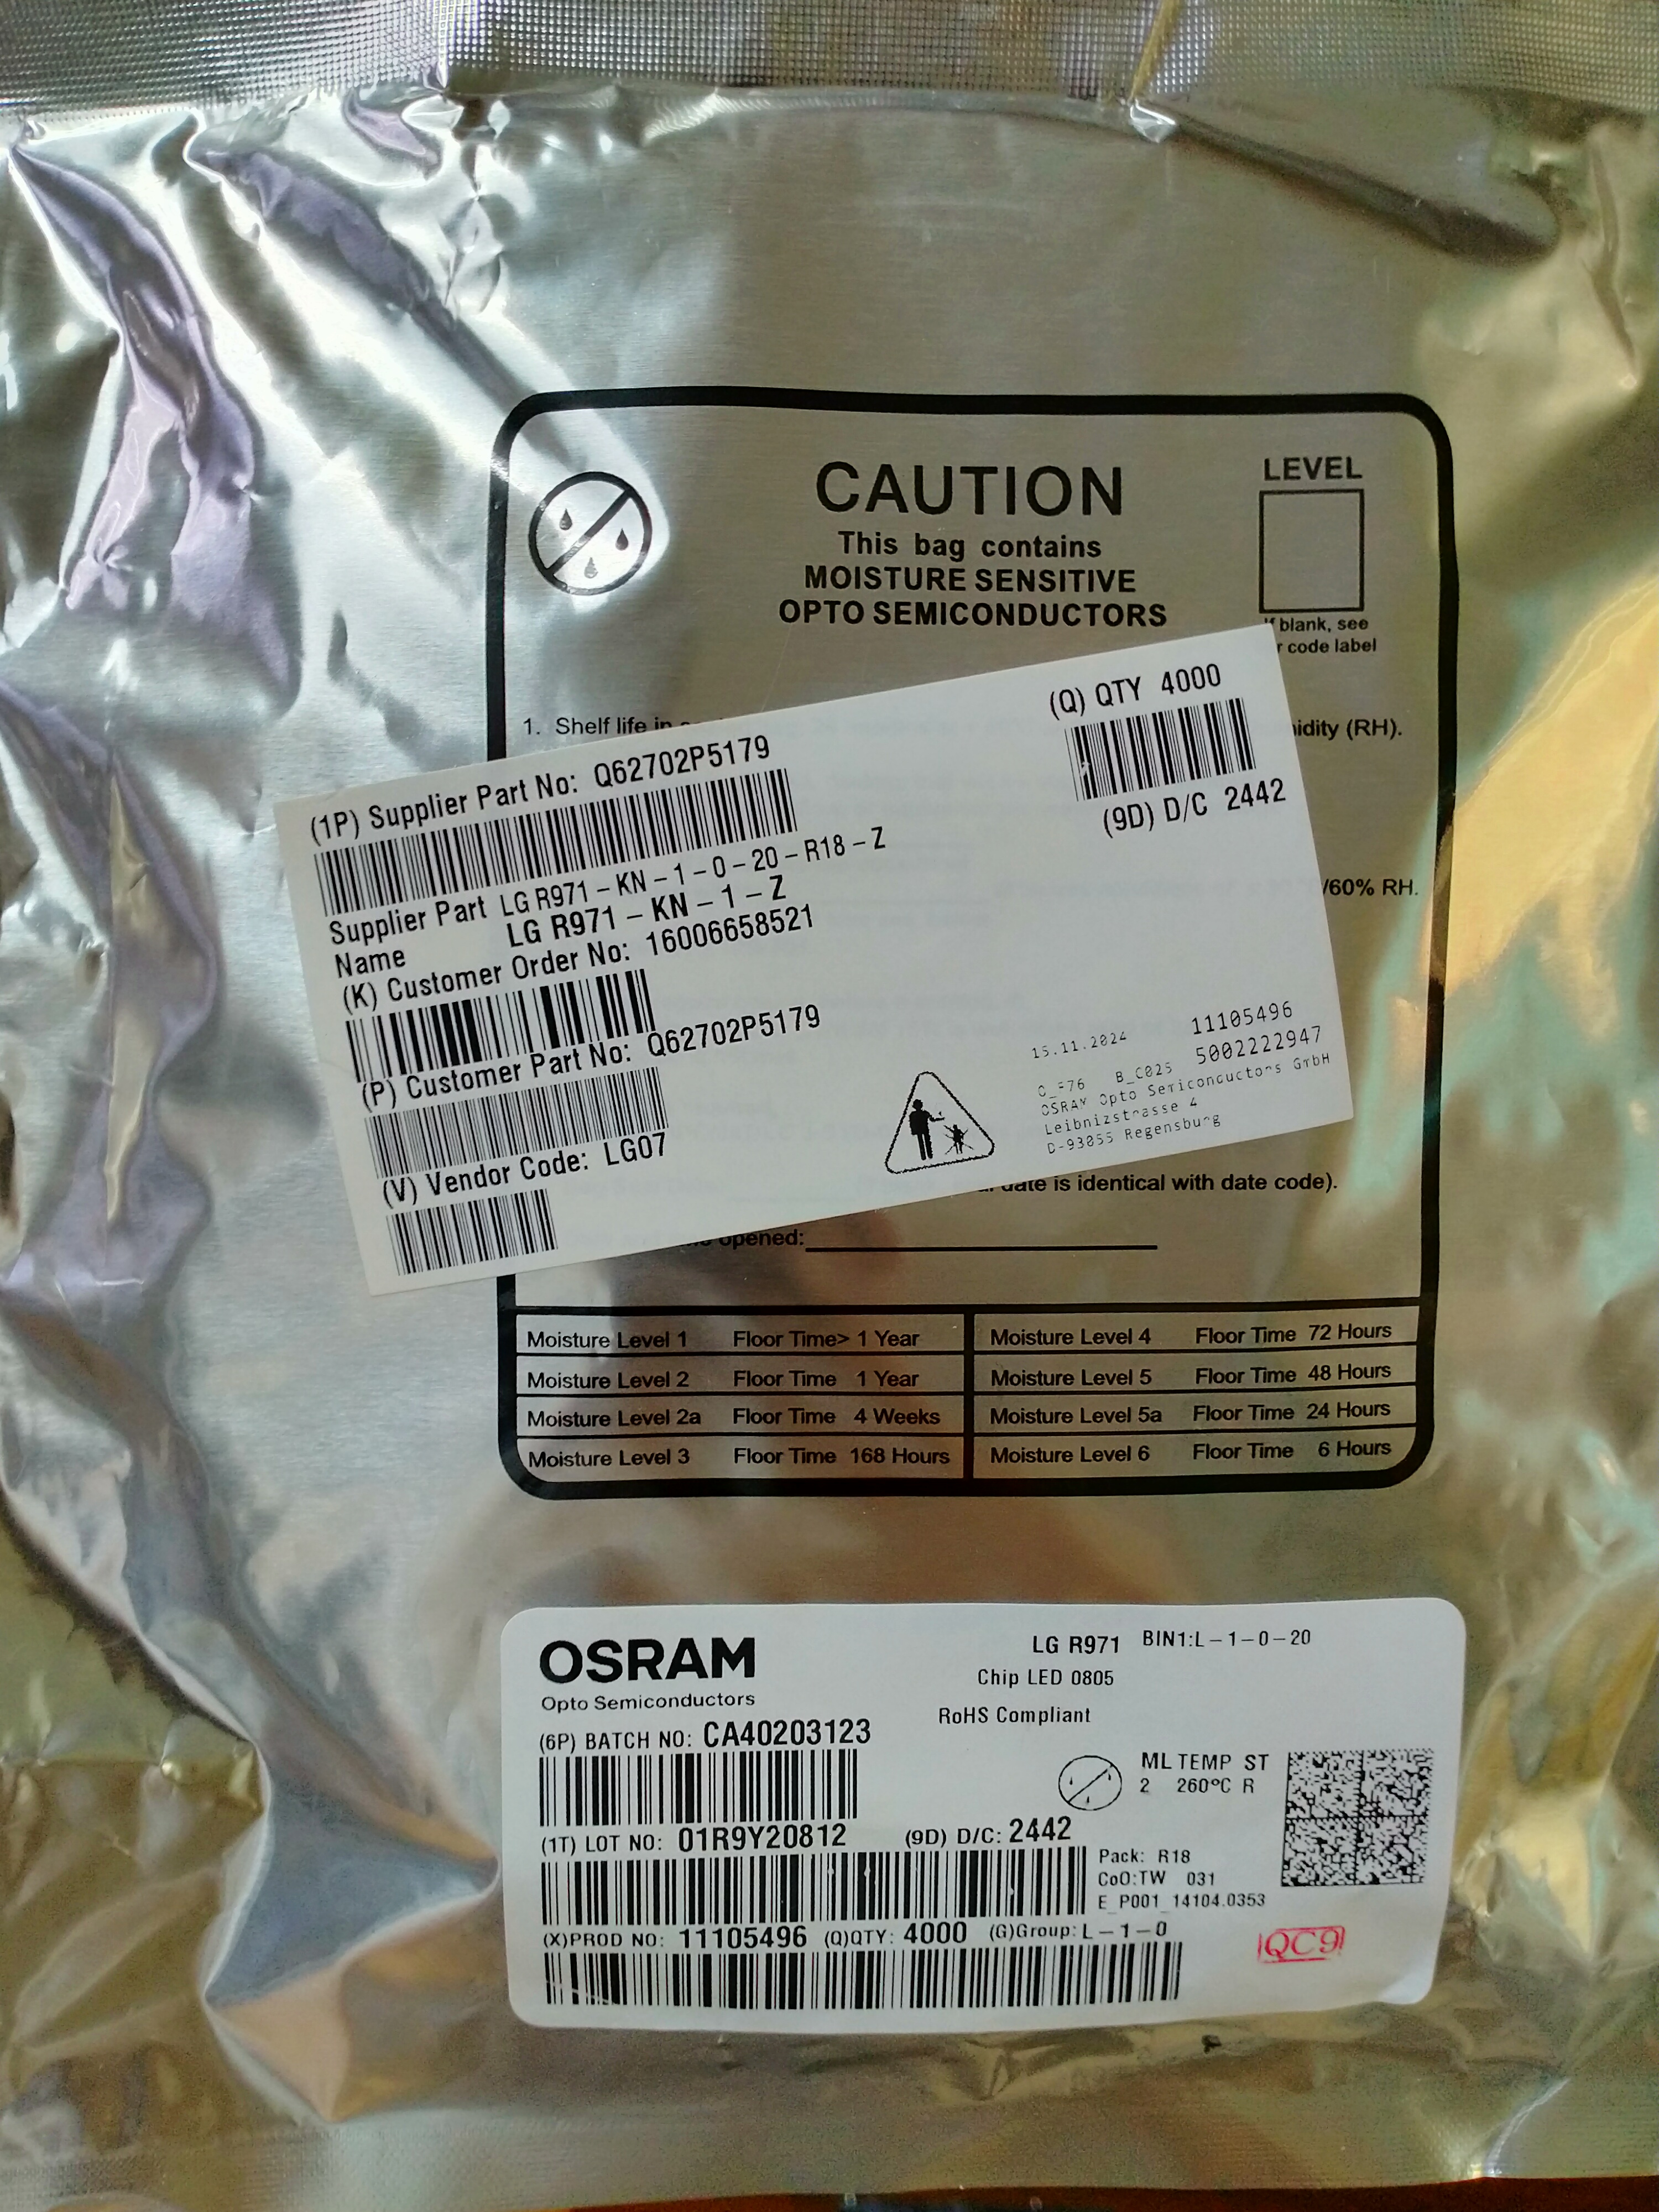 CAUTION
This bag contains
MOISTURE SENSITIVE
OPTO SEMICONDUCTORS
LEVEL
If blank, see
code label
1. Shelf life in
(RH).
/60% RH.
(1P) Supplier Part No: Q62702P5179
(Q) QTY 4000
(9D) D/C 2442
Supplier Part LG R971-KN-1-0-20-R18-Z
Name LG R971-KN-1-Z
(K) Customer Order No: 16006658521
(P) Customer Part No: Q62702P5179
(V) Vendor Code: LG07
15.11.2024 11105496
B_C025 5002222947
OSRAM Opto Semiconductors GmbH
Leibnizstrasse 4
D-93055 Regensburg
date is identical with date code).
opened:
Moisture Level 1 Floor Time> 1 Year
Moisture Level 2 Floor Time 1 Year
Moisture Level 2a Floor Time 4 Weeks
Moisture Level 3 Floor Time 168 Hours
Moisture Level 4 Floor Time 72 Hours
Moisture Level 5 Floor Time 48 Hours
Moisture Level 5a Floor Time 24 Hours
Moisture Level 6 Floor Time 6 Hours
OSRAM
Opto Semiconductors
LG R971 BIN1:L-1-0-20
Chip LED 0805
RoHS Compliant
(6P) BATCH NO: CA40203123
ML TEMP ST
2 260°C R
(1T) LOT NO: 01R9Y20812 (9D) D/C: 2442
Pack: R18
CoO:TW 031
E_P001_14104.0353
(X)PROD NO: 11105496 (Q)QTY: 4000 (G)Group: L-1-0
QC9